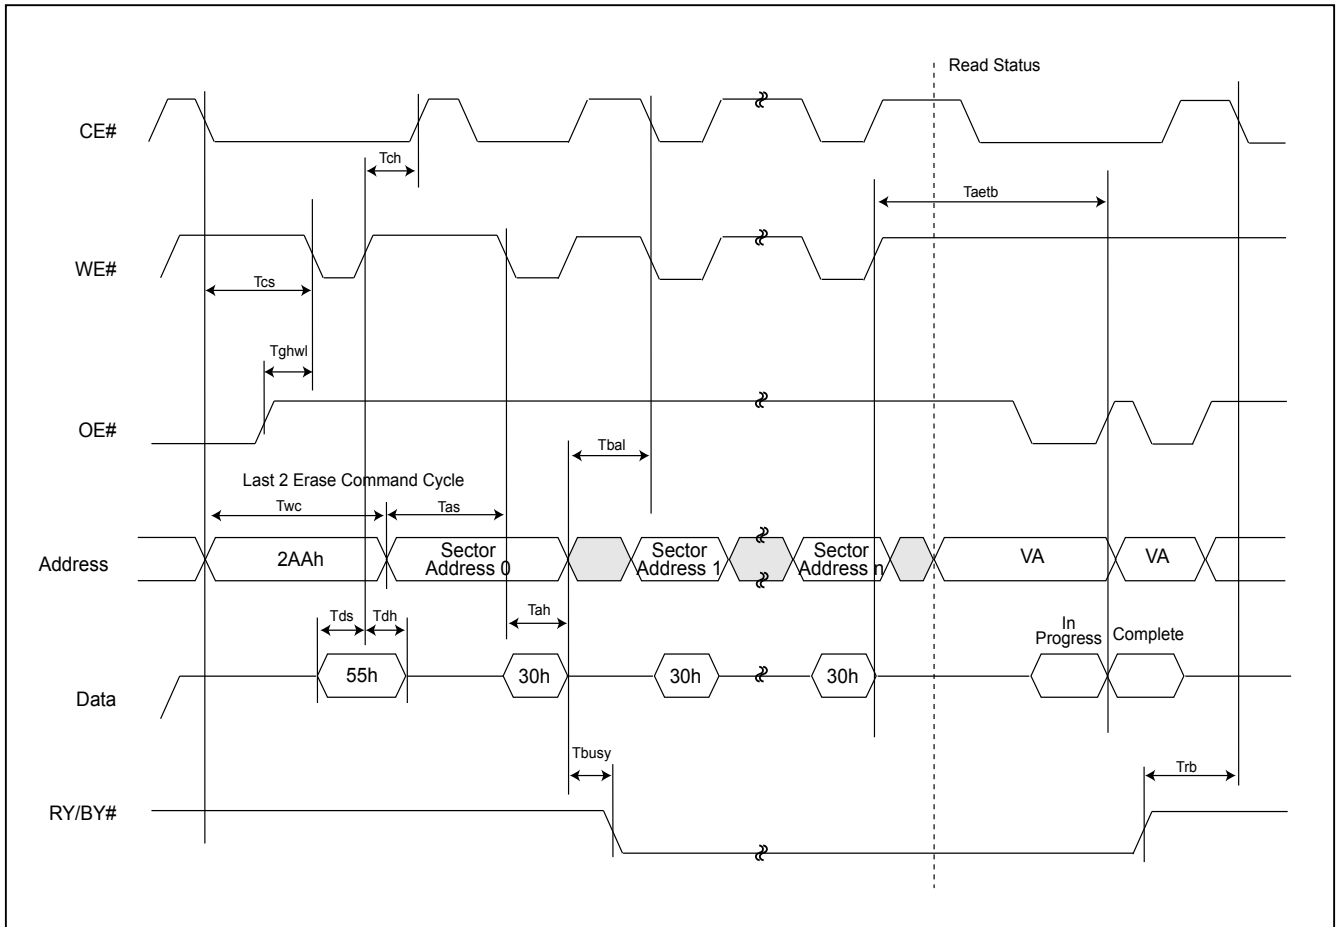 Read Status
CE#
Tch
Taetb
WE#
Tcs
Tghwl
OE#
Tbal
Last 2 Erase Command Cycle
Twc
Tas
Address
2AAh
Sector
Address 0
Sector
Address 1
Sector
Address n
VA
VA
Tds
Tdh
Tah
In
Progress
Complete
Data
55h
30h
30h
30h
Tbusy
Trb
RY/BY#